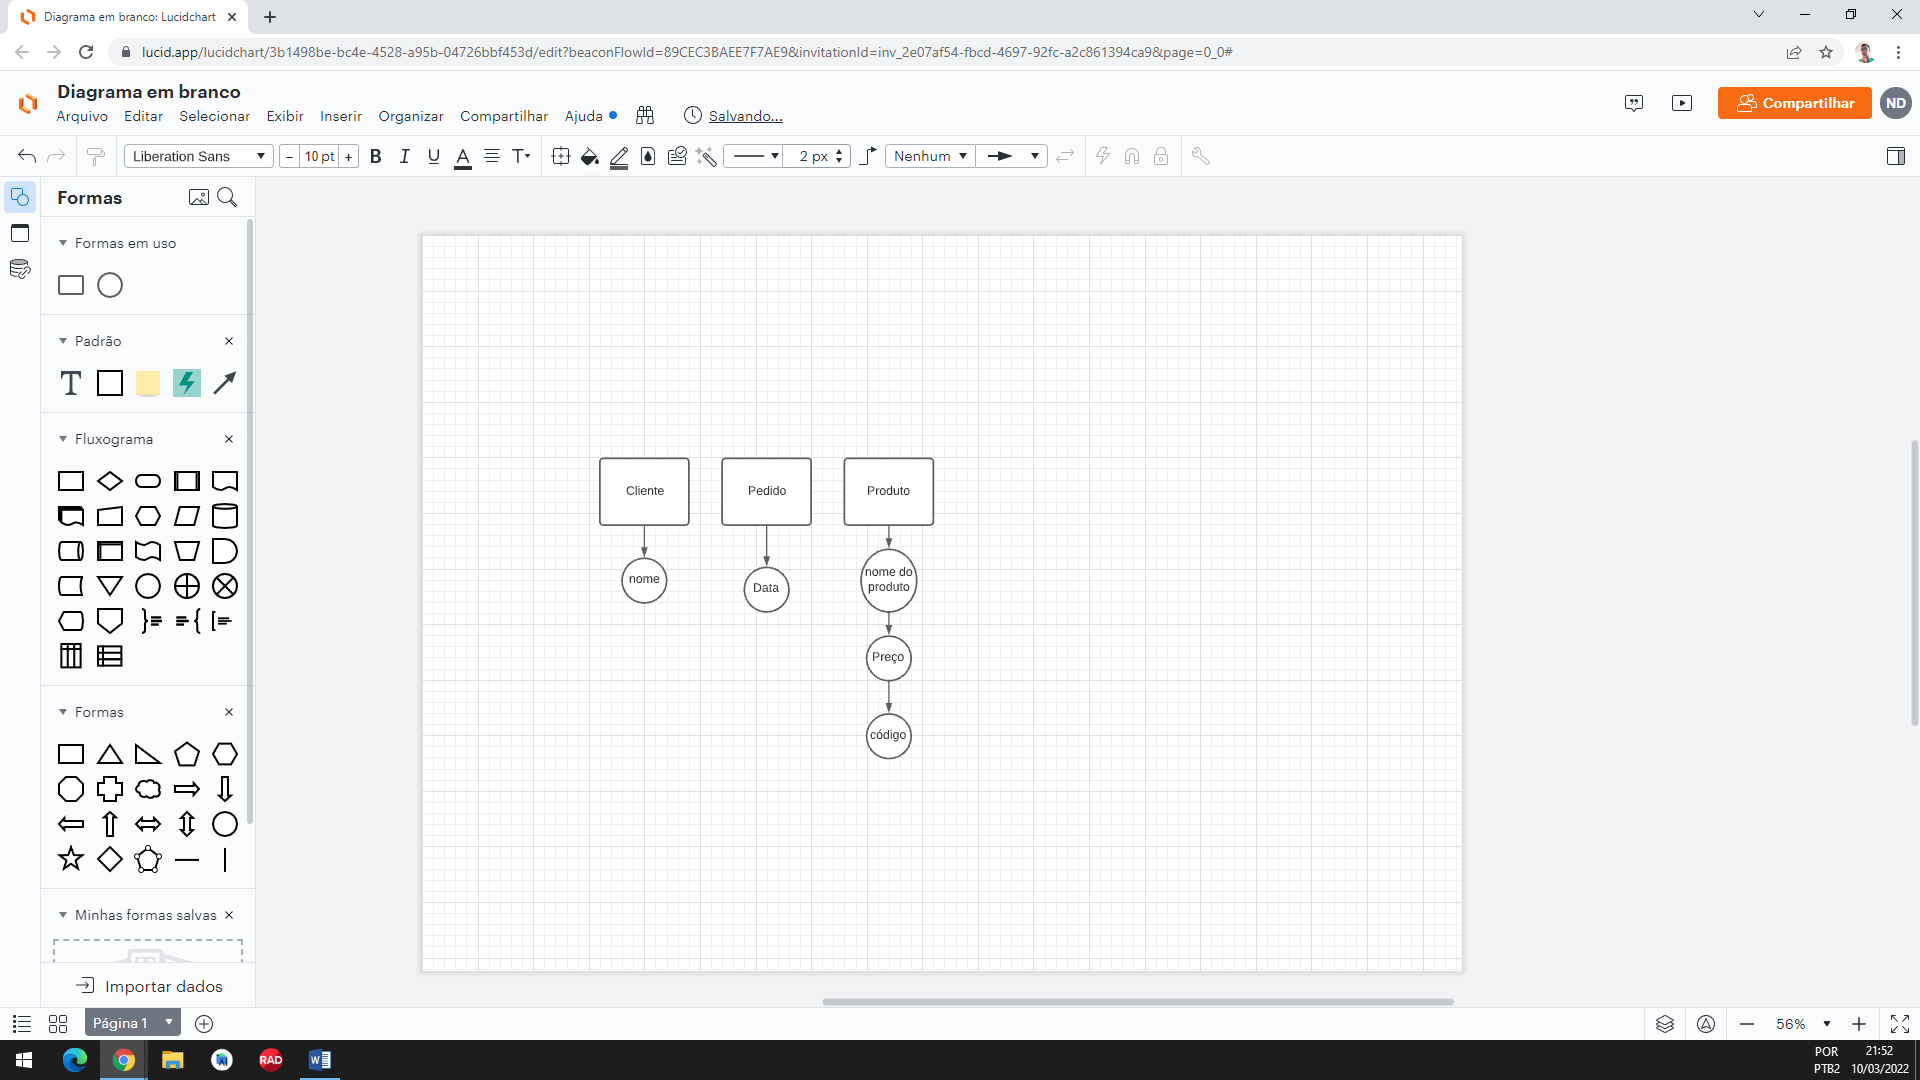 Diagrama em branco: Lucidchart
lucid.app/lucidchart/3b1498be-bc4e-4528-a95b-04726bbf453d/edit?beaconFlowId=89CEC3BAEE7F7AE9&invitationId=inv_2e07af54-fbcd-4697-92fc-a2c861394ca9&page=0_0#
Diagrama em branco
Arquivo Editar Selecionar Exibir Inserir Organizar Compartilhar Ajuda Salvando...
Compartilhar ND
Liberation Sans − 10 pt + B I U A T 2 px Nenhum
Formas
Formas em uso
Padrão
T
Fluxograma
Formas
Minhas formas salvas
Importar dados
Cliente Pedido Produto
nome
Data
nome do
produto
Preço
código
Página 1
56%
RAD
W
POR
PTB2
21:52
10/03/2022